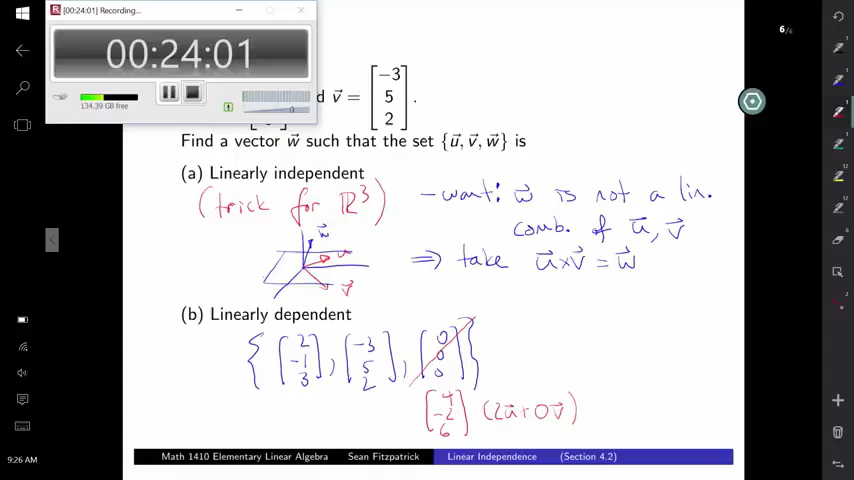 [00:24:01] Recording...
00:24:01
134.39 GB free
6/6
d v⃗ = [-3 5 2].
Find a vector w⃗ such that the set {u⃗, v⃗, w⃗} is
(a) Linearly independent
(trick for ℝ³)
- want: w⃗ is not a lin.
comb. of u⃗, v⃗
⟹ take u⃗×v⃗ = w⃗
w⃗
u
v⃗
(b) Linearly dependent
{ [2 -1 3], [-3 5 2], [0 0 0] }
[4 -2 6] (2u⃗+0v⃗)
Math 1410 Elementary Linear Algebra Sean Fitzpatrick Linear Independence (Section 4.2)
9:26 AM